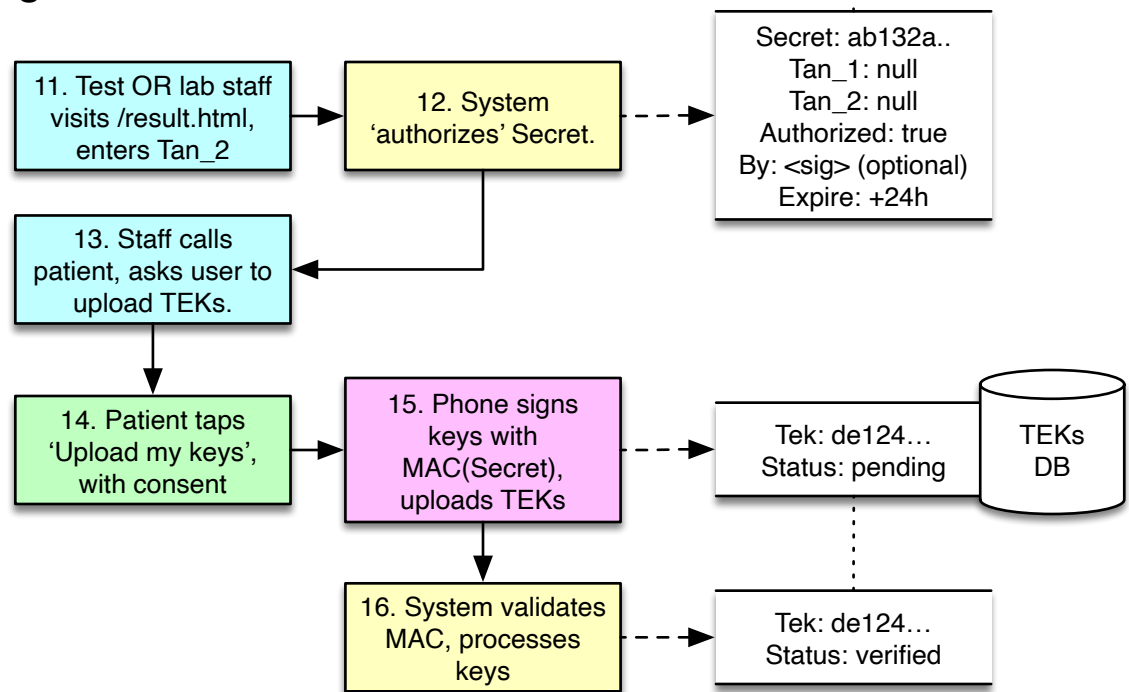 g
Secret: ab132a..
Tan_1: null
Tan_2: null
Authorized: true
By: <sig> (optional)
Expire: +24h
11. Test OR lab staff
visits /result.html,
enters Tan_2
12. System
‘authorizes’ Secret.
13. Staff calls
patient, asks user to
upload TEKs.
14. Patient taps
‘Upload my keys’,
with consent
15. Phone signs
keys with
MAC(Secret),
uploads TEKs
Tek: de124…
Status: pending
TEKs
DB
16. System validates
MAC, processes
keys
Tek: de124…
Status: verified